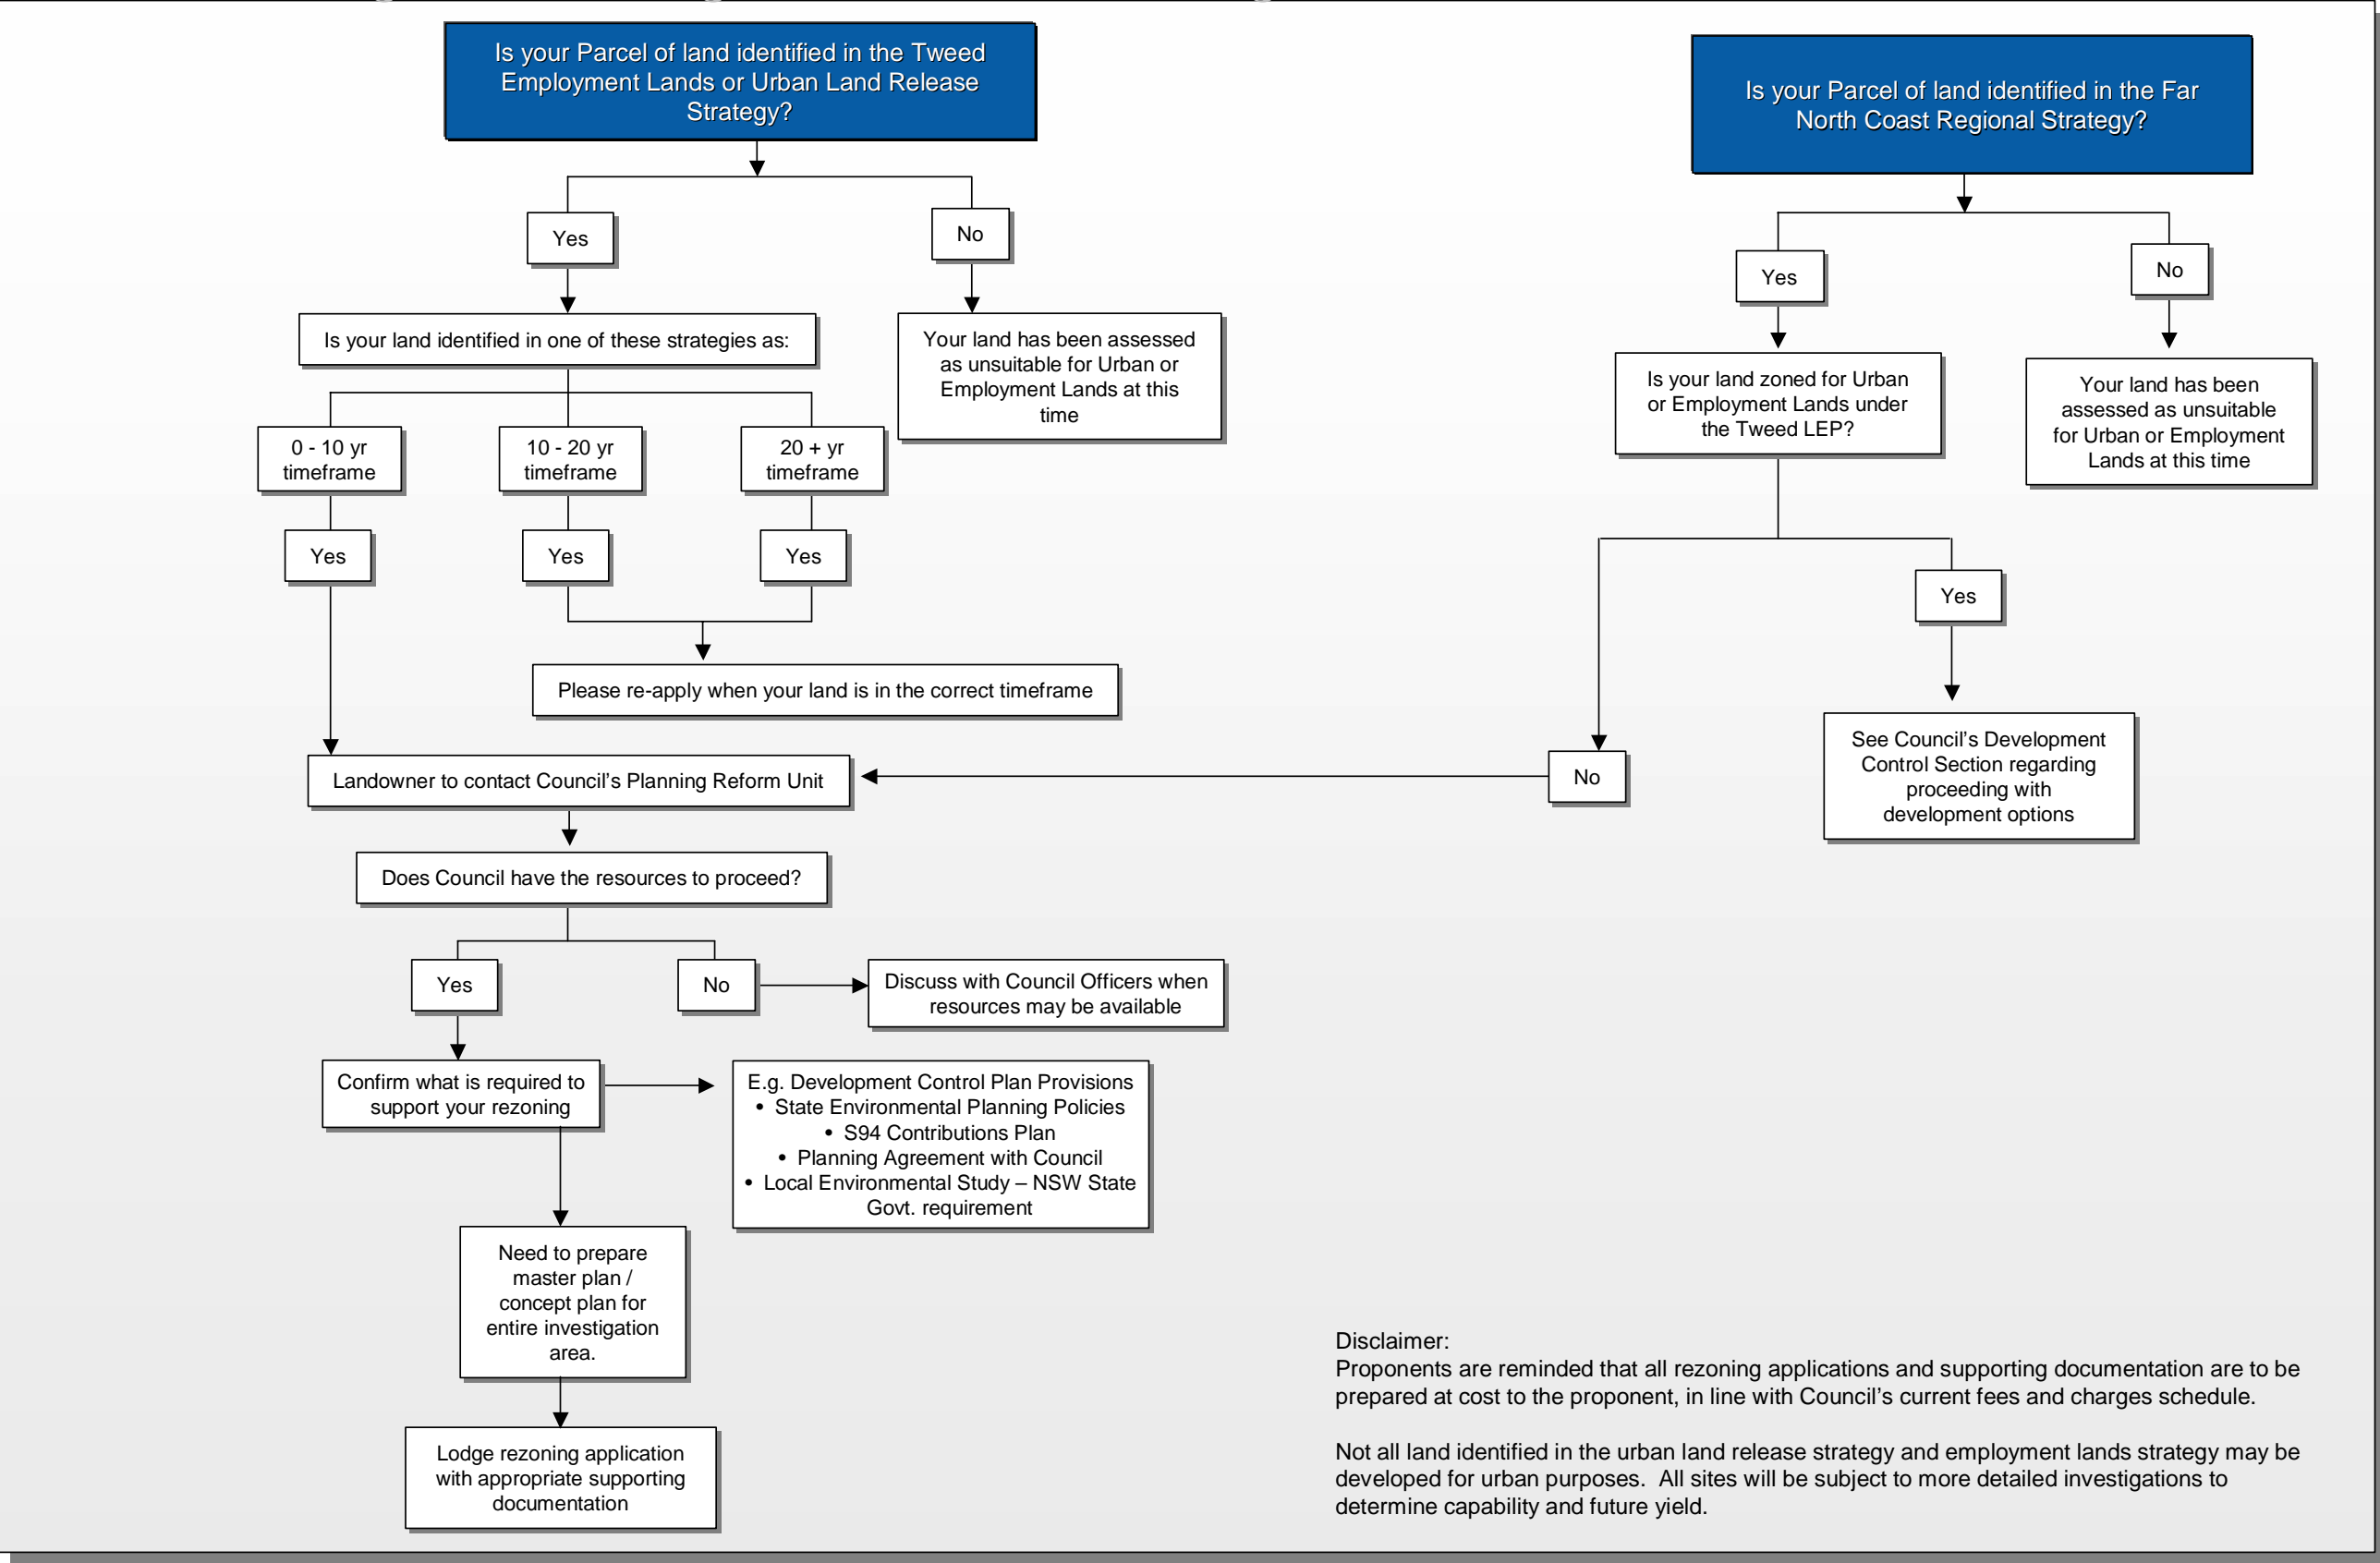 Is your Parcel of land identified in the Tweed
Employment Lands or Urban Land Release
Strategy?
Yes
No
Is your land identified in one of these strategies as:
Your land has been assessed
as unsuitable for Urban or
Employment Lands at this
time
0 - 10 yr
timeframe
10 - 20 yr
timeframe
20 + yr
timeframe
Yes
Yes
Yes
Please re-apply when your land is in the correct timeframe
Landowner to contact Council’s Planning Reform Unit
Does Council have the resources to proceed?
Yes
No
Discuss with Council Officers when
resources may be available
Confirm what is required to
support your rezoning
E.g. Development Control Plan Provisions
• State Environmental Planning Policies
• S94 Contributions Plan
• Planning Agreement with Council
• Local Environmental Study – NSW State
Govt. requirement
Need to prepare
master plan /
concept plan for
entire investigation
area.
Lodge rezoning application
with appropriate supporting
documentation
Is your Parcel of land identified in the Far
North Coast Regional Strategy?
Yes
No
Is your land zoned for Urban
or Employment Lands under
the Tweed LEP?
Your land has been
assessed as unsuitable
for Urban or Employment
Lands at this time
Yes
No
See Council’s Development
Control Section regarding
proceeding with
development options
Disclaimer:
Proponents are reminded that all rezoning applications and supporting documentation are to be
prepared at cost to the proponent, in line with Council’s current fees and charges schedule.
Not all land identified in the urban land release strategy and employment lands strategy may be
developed for urban purposes.  All sites will be subject to more detailed investigations to
determine capability and future yield.